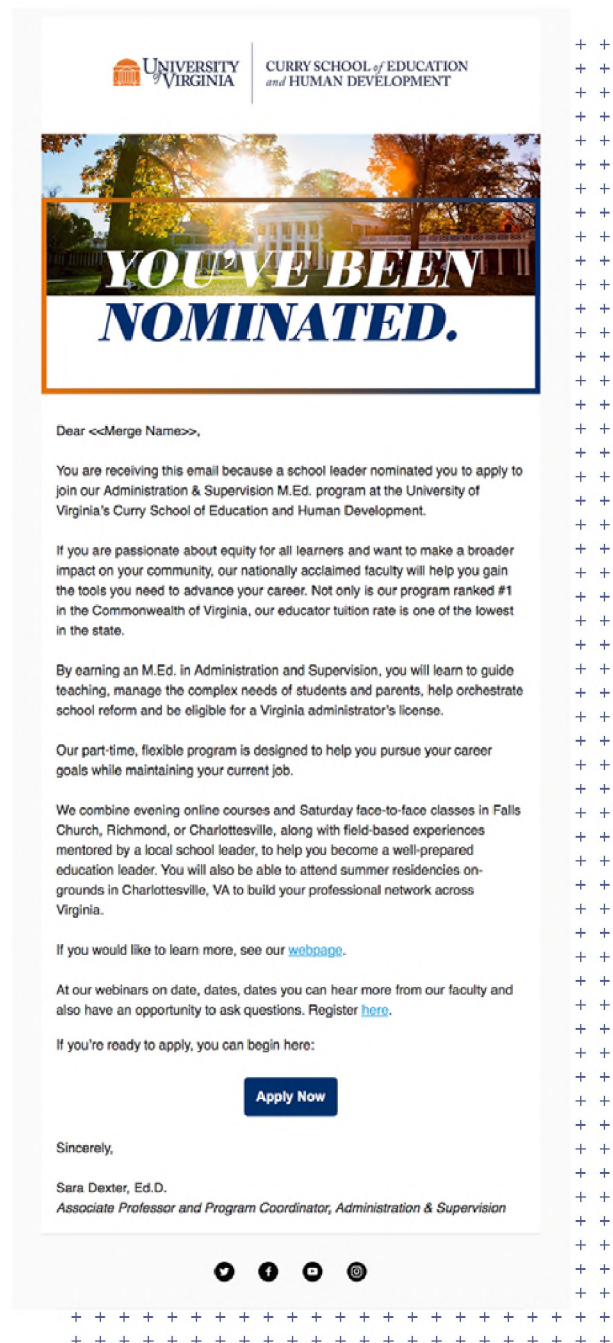 UNIVERSITY
of VIRGINIA
CURRY SCHOOL of EDUCATION
and HUMAN DEVELOPMENT
YOU'VE BEEN
NOMINATED.
Dear <<Merge Name>>,
You are receiving this email because a school leader nominated you to apply to
join our Administration & Supervision M.Ed. program at the University of
Virginia's Curry School of Education and Human Development.
If you are passionate about equity for all learners and want to make a broader
impact on your community, our nationally acclaimed faculty will help you gain
the tools you need to advance your career. Not only is our program ranked #1
in the Commonwealth of Virginia, our educator tuition rate is one of the lowest
in the state.
By earning an M.Ed. in Administration and Supervision, you will learn to guide
teaching, manage the complex needs of students and parents, help orchestrate
school reform and be eligible for a Virginia administrator's license.
Our part-time, flexible program is designed to help you pursue your career
goals while maintaining your current job.
We combine evening online courses and Saturday face-to-face classes in Falls
Church, Richmond, or Charlottesville, along with field-based experiences
mentored by a local school leader, to help you become a well-prepared
education leader. You will also be able to attend summer residencies on-
grounds in Charlottesville, VA to build your professional network across
Virginia.
If you would like to learn more, see our webpage.
At our webinars on date, dates, dates you can hear more from our faculty and
also have an opportunity to ask questions. Register here.
If you're ready to apply, you can begin here:
Apply Now
Sincerely,
Sara Dexter, Ed.D.
Associate Professor and Program Coordinator, Administration & Supervision